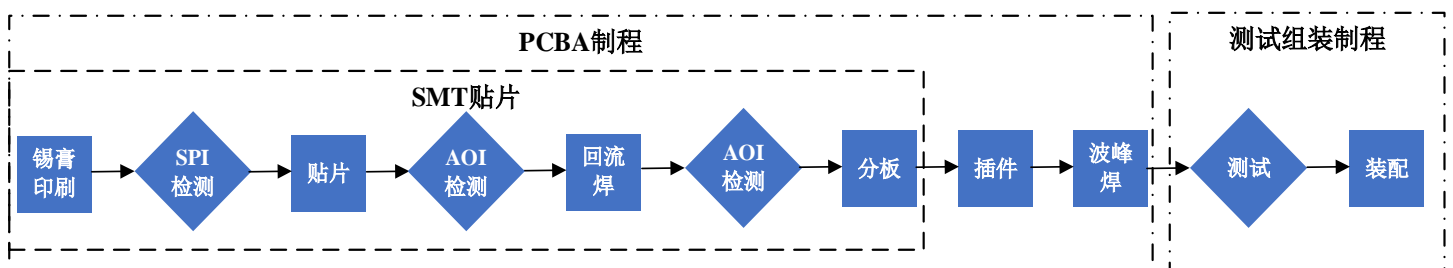 PCBA制程
测试组装制程
SMT贴片
锡膏
印刷
SPI
检测
贴片
AOI
检测
回流
焊
AOI
检测
分板
插件
波峰
焊
测试
装配